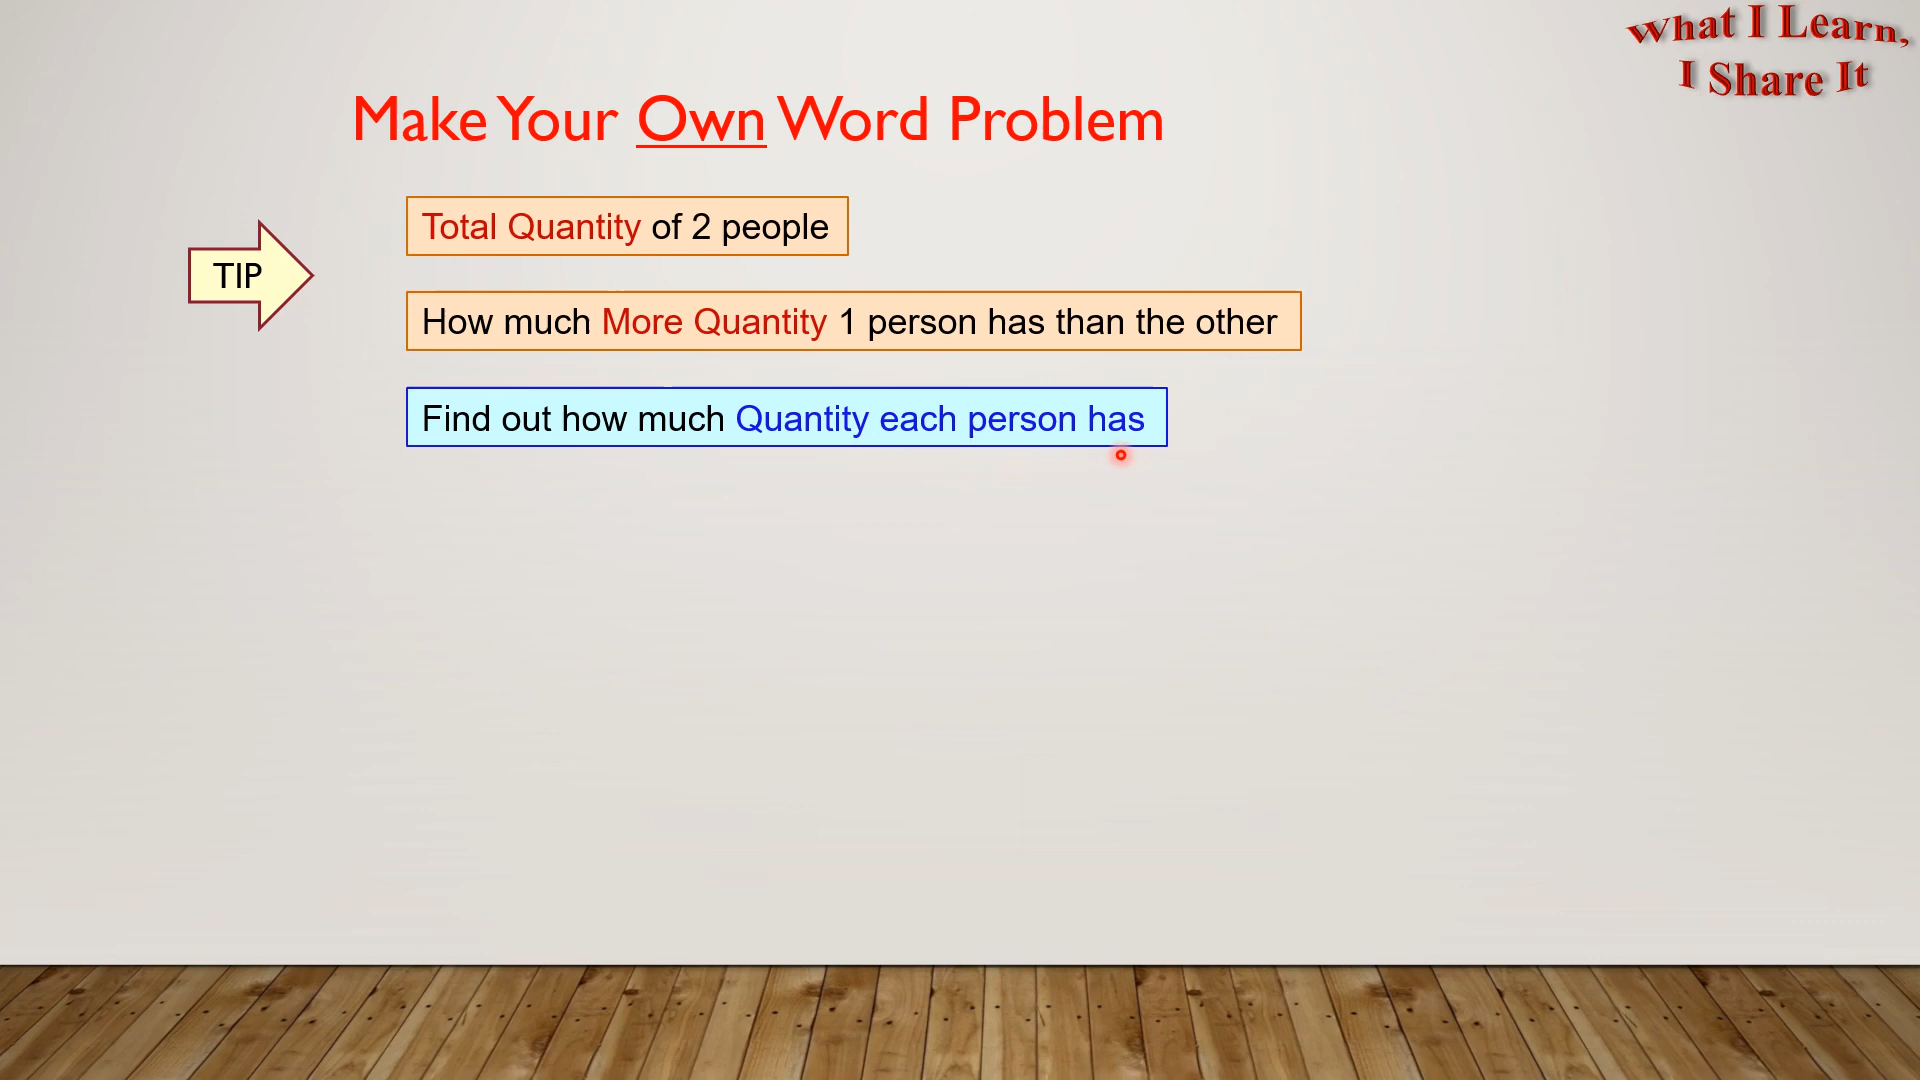 What I Learn,
I Share It
Make Your Own Word Problem
Total Quantity of 2 people
TIP
How much More Quantity 1 person has than the other
Find out how much Quantity each person has